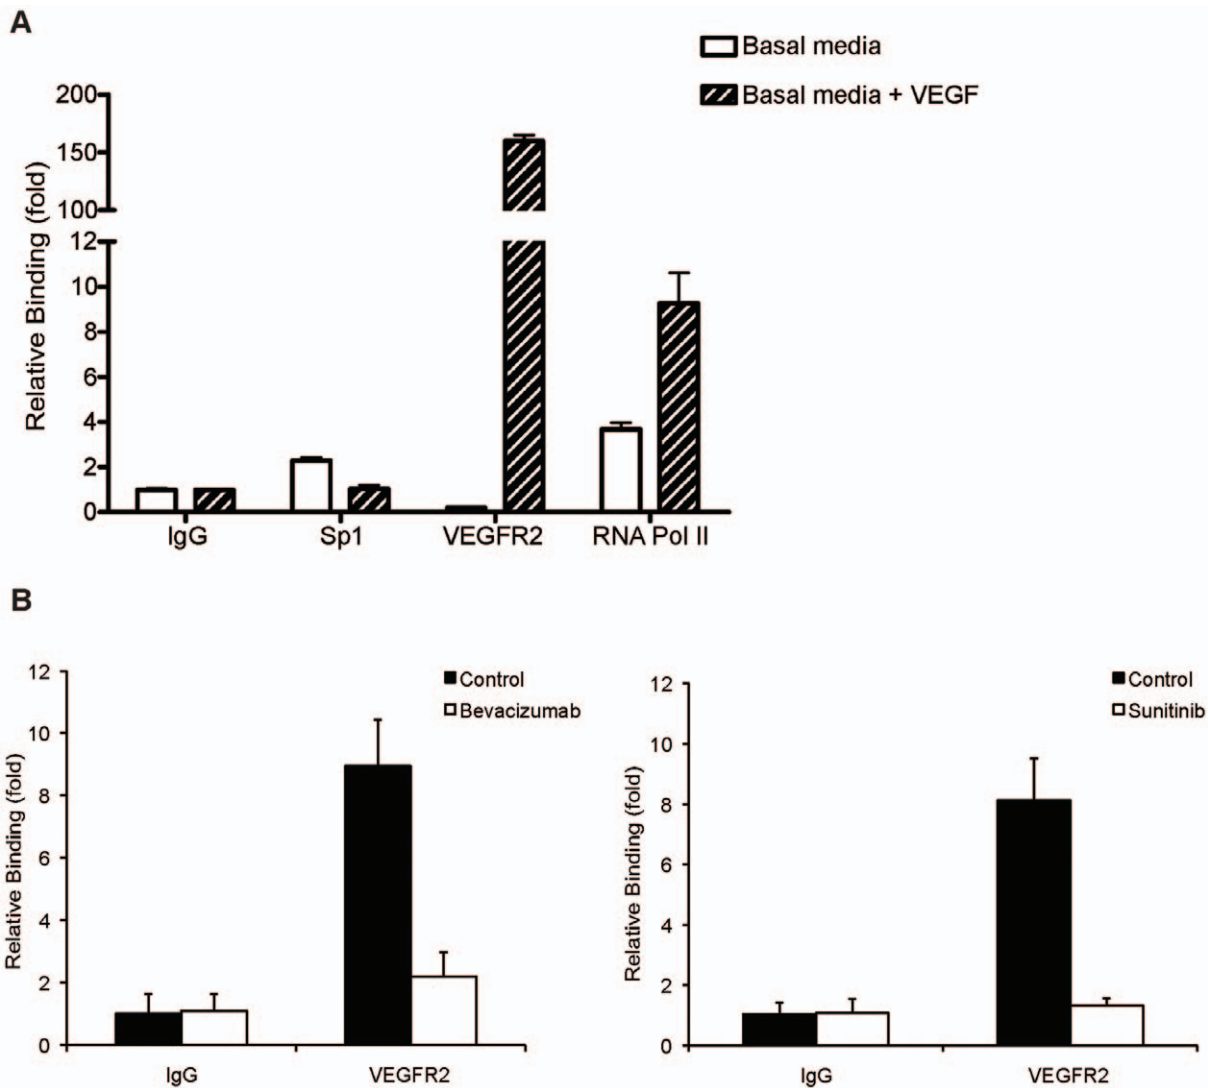 A
Basal media
Basal media + VEGF
Relative Binding (fold)
200
150
100
12
10
8
6
4
2
0
IgG Sp1 VEGFR2 RNA Pol II
B
Control
Bevacizumab
Relative Binding (fold)
12
10
8
6
4
2
0
IgG VEGFR2
Control
Sunitinib
Relative Binding (fold)
12
10
8
6
4
2
0
IgG VEGFR2